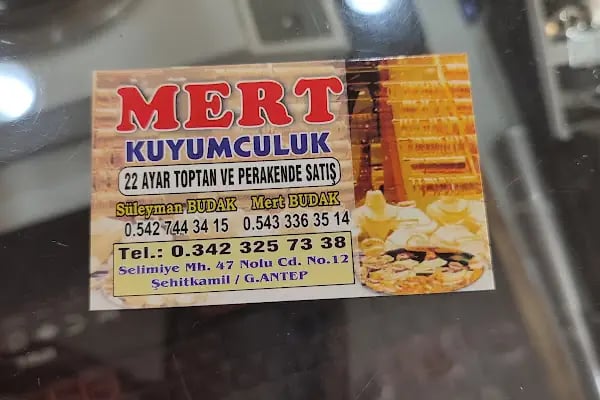 MERT
KUYUMCULUK
22 AYAR TOPTAN VE PERAKENDE SATIŞ
Süleyman BUDAK Mert BUDAK
0.542 744 34 15 0.543 336 35 14
Tel.: 0.342 325 73 38
Selimiye Mh. 47 Nolu Cd. No.12
Şehitkamil / G.ANTEP